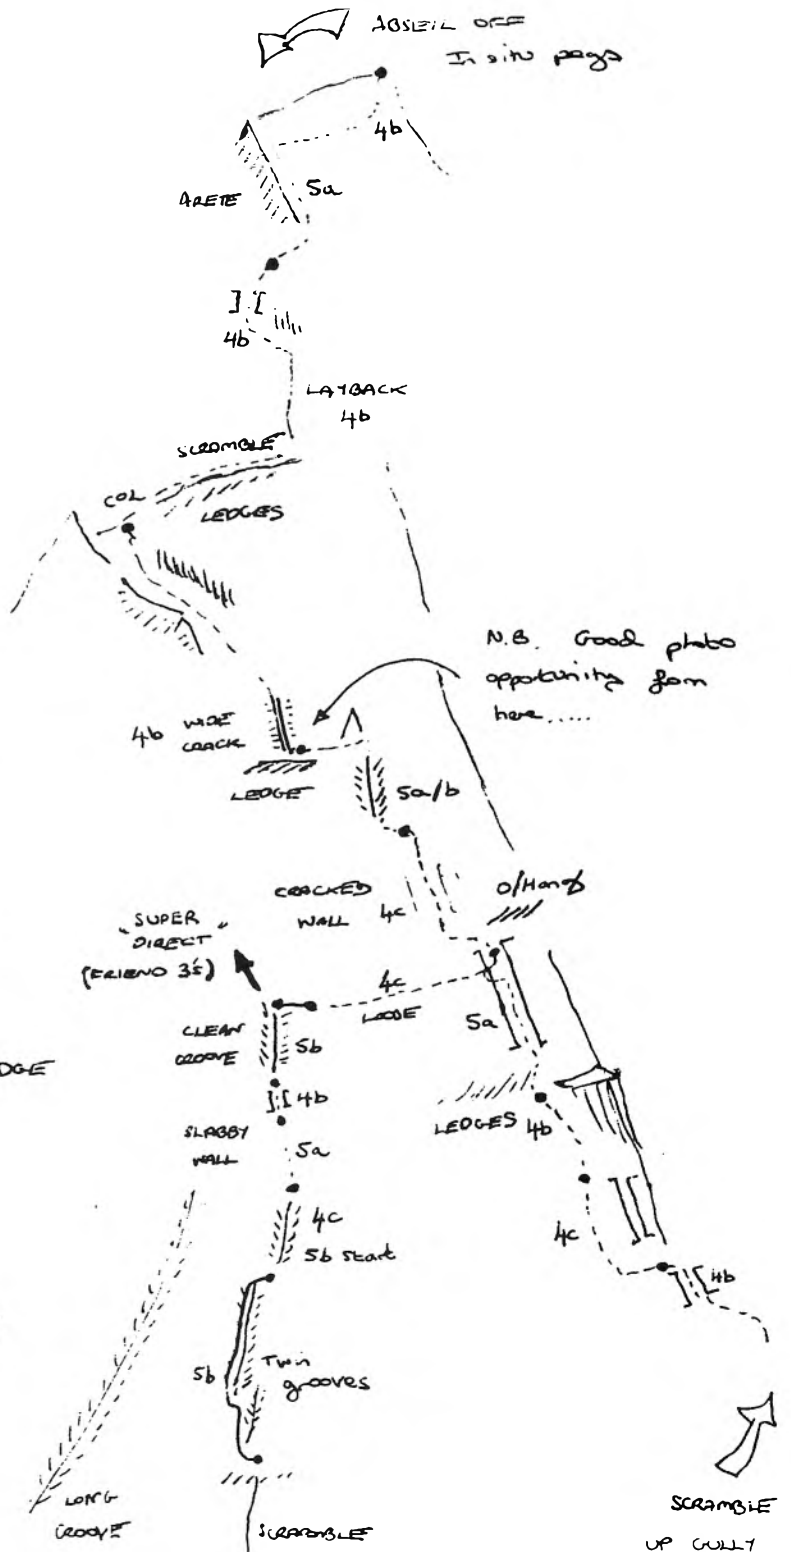 ABSEIL OFF
In situ pegs
4b
5a
ARETE
4b
LAYBACK
4b
SCRAMBLE
COL
LEDGES
N.B. Good photo
opportunity from
here.....
4b WIDE
CRACK
LEDGE
5a/b
CRACKED
WALL
4c
O/Hang
"SUPER
DIRECT"
(FRIEND 3's)
4c
LOOSE
5a
CLEAN
GROOVE
5b
DGE
4b
LEDGES
4b
SLABBY
WALL
5a
4c
5b start
4c
4b
5b
Twin
grooves
LONG
GROOVE
SCRAMBLE
SCRAMBLE
UP GULLY